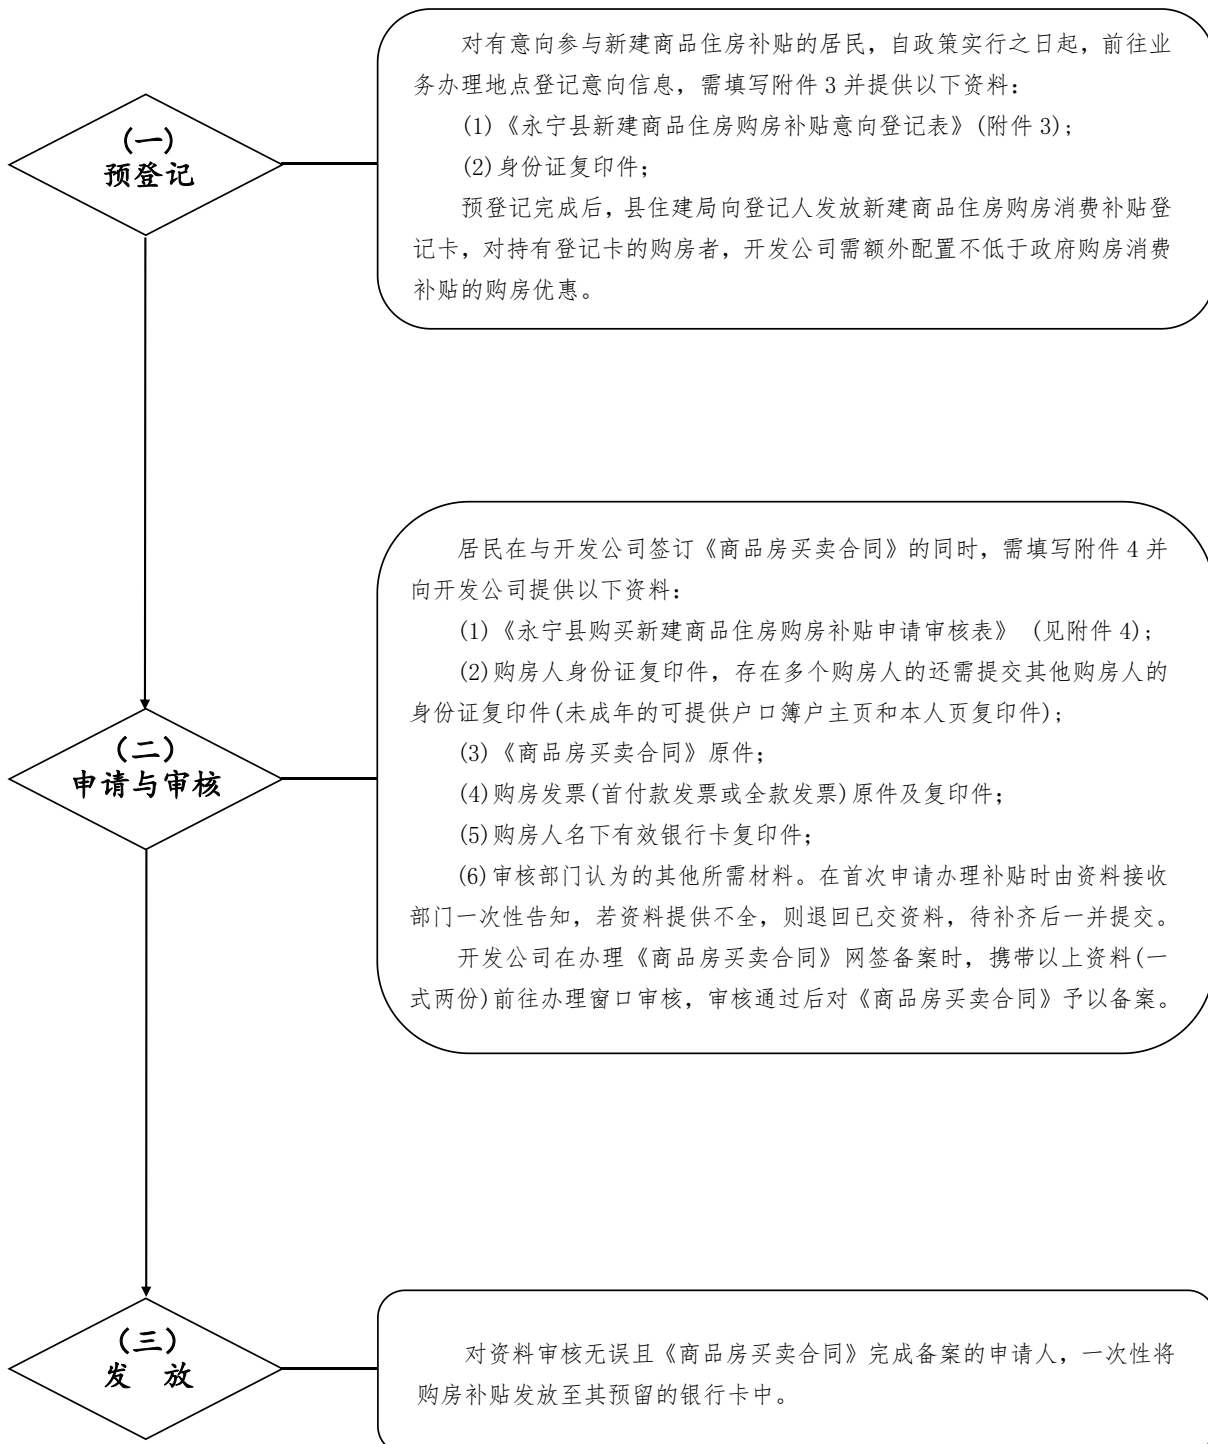 (一)
预登记
对有意向参与新建商品住房补贴的居民，自政策实行之日起，前往业
务办理地点登记意向信息，需填写附件 3 并提供以下资料：
(1)《永宁县新建商品住房购房补贴意向登记表》(附件 3)；
(2)身份证复印件；
预登记完成后，县住建局向登记人发放新建商品住房购房消费补贴登
记卡，对持有登记卡的购房者，开发公司需额外配置不低于政府购房消费
补贴的购房优惠。
(二)
申请与审核
居民在与开发公司签订《商品房买卖合同》的同时，需填写附件 4 并
向开发公司提供以下资料：
(1)《永宁县购买新建商品住房购房补贴申请审核表》 (见附件 4)；
(2)购房人身份证复印件，存在多个购房人的还需提交其他购房人的
身份证复印件(未成年的可提供户口簿户主页和本人页复印件)；
(3)《商品房买卖合同》原件；
(4)购房发票(首付款发票或全款发票)原件及复印件；
(5)购房人名下有效银行卡复印件；
(6)审核部门认为的其他所需材料。在首次申请办理补贴时由资料接收
部门一次性告知，若资料提供不全，则退回已交资料，待补齐后一并提交。
开发公司在办理《商品房买卖合同》网签备案时，携带以上资料(一
式两份)前往办理窗口审核，审核通过后对《商品房买卖合同》予以备案。
(三)
发 放
对资料审核无误且《商品房买卖合同》完成备案的申请人，一次性将
购房补贴发放至其预留的银行卡中。